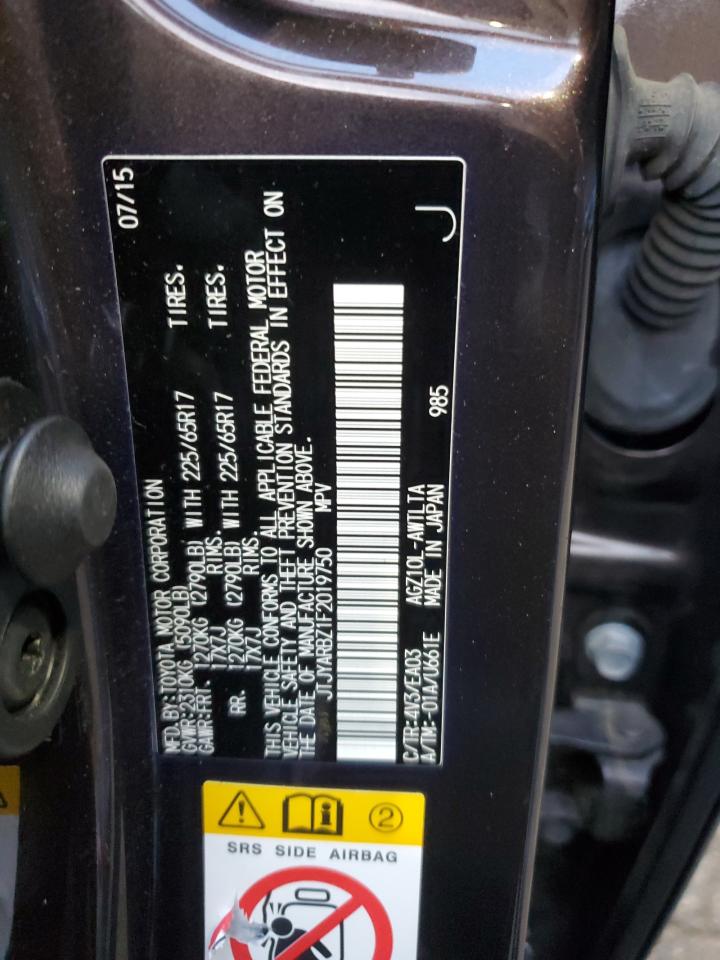 07/15
MFD.BY:TOYOTA MOTOR CORPORATION
GVWR:2310KG (5090LB)
GAWR:FRT. 1270KG (2790LB) WITH 225/65R17 TIRES.
17X7J RIMS.
RR. 1270KG (2790LB) WITH 225/65R17 TIRES.
17X7J RIMS.
THIS VEHICLE CONFORMS TO ALL APPLICABLE FEDERAL MOTOR
VEHICLE SAFETY AND THEFT PREVENTION STANDARDS IN EFFECT ON
THE DATE OF MANUFACTURE SHOWN ABOVE.
JTJYARBZ1F2019750 MPV
C/TR:4V3/EA03 AGZ10L-AWTLTA 985
A/TM:-01A/U661E MADE IN JAPAN
J
2
SRS SIDE AIRBAG